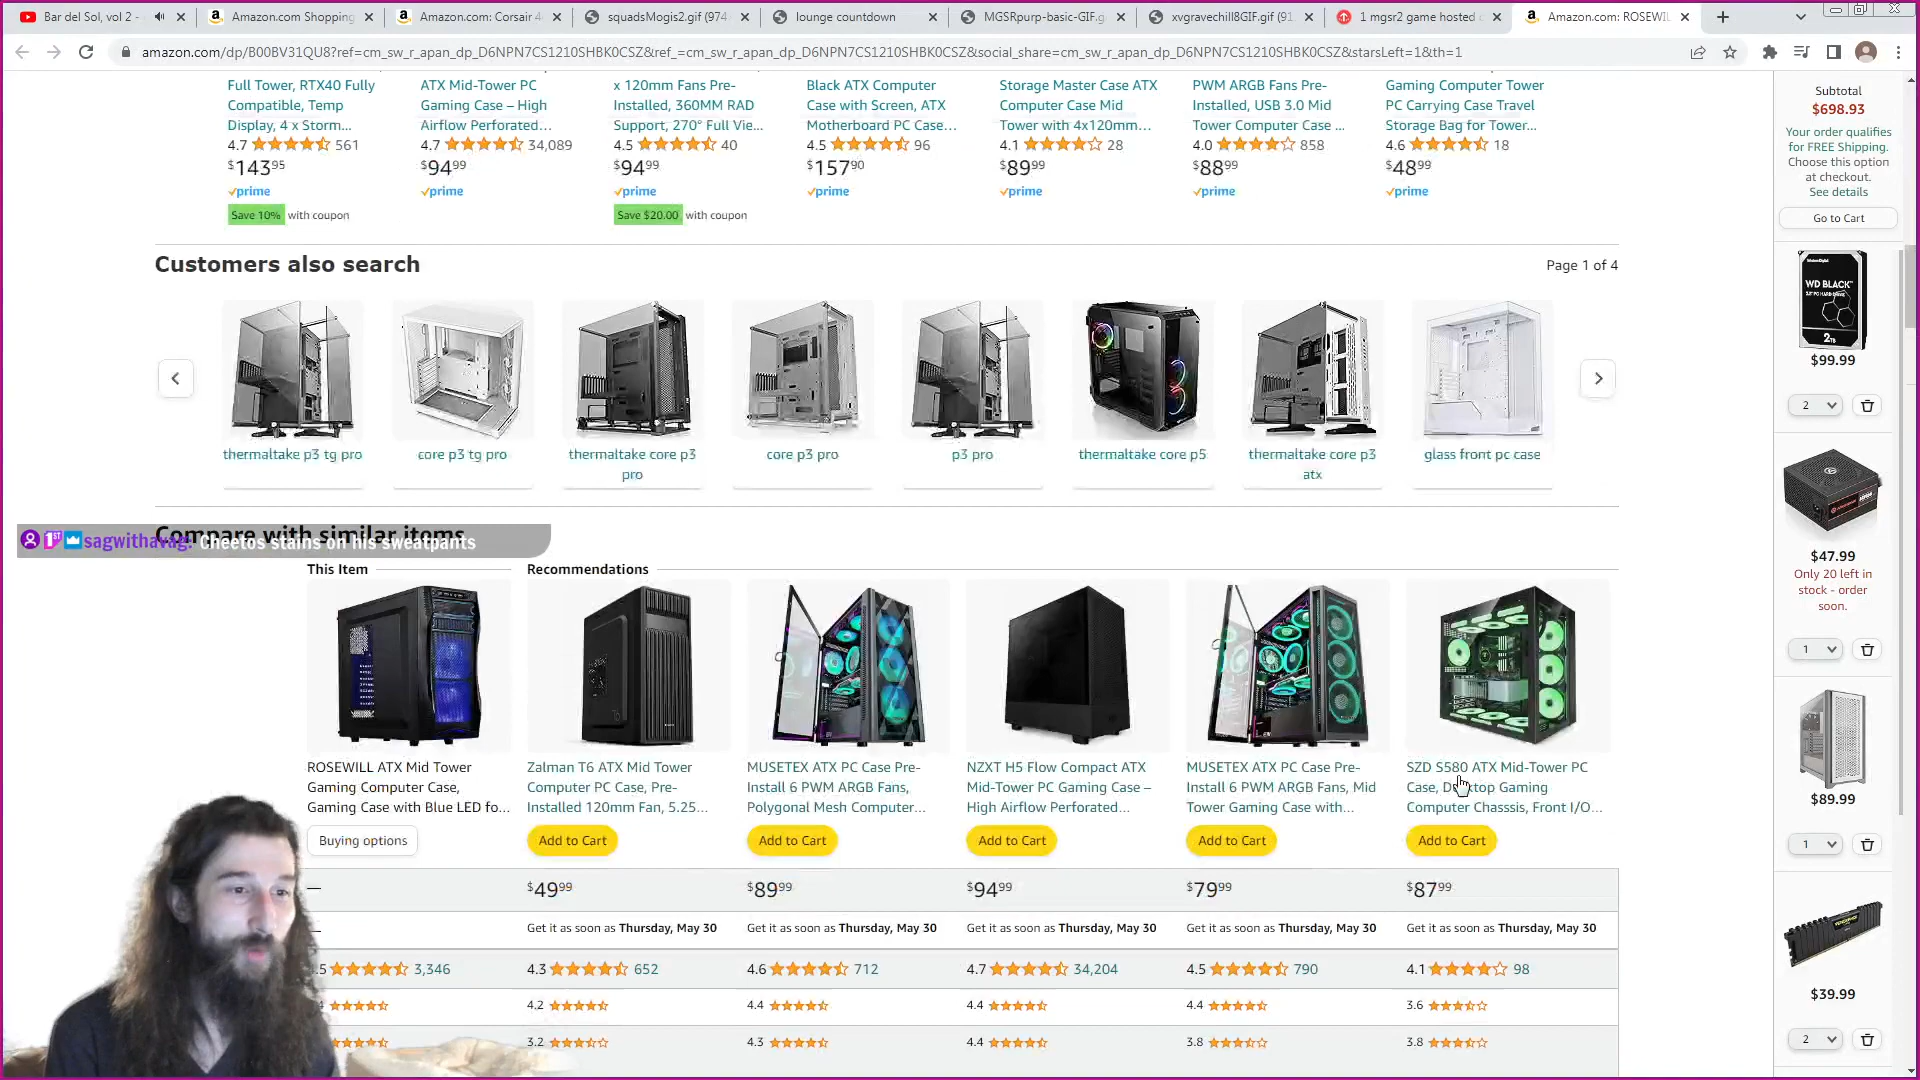 Bar del Sol, vol 2 -
Amazon.com Shopping
Amazon.com: Corsair 4
squadsMogis2.gif (974
lounge countdown
MGSRpurp-basic-GIF.g
xvgravechill8GIF.gif (91
1 mgsr2 game hosted
Amazon.com: ROSEWIL
amazon.com/dp/B00BV31QU8?ref=cm_sw_r_apan_dp_D6NPN7CS1210SHBK0CSZ&ref_=cm_sw_r_apan_dp_D6NPN7CS1210SHBK0CSZ&social_share=cm_sw_r_apan_dp_D6NPN7CS1210SHBK0CSZ&starsLeft=1&th=1
Full Tower, RTX40 Fully
Compatible, Temp
Display, 4 x Storm...
4.7 561
$143 95
prime
Save 10% with coupon
ATX Mid-Tower PC
Gaming Case – High
Airflow Perforated...
4.7 34,089
$94 99
prime
x 120mm Fans Pre-
Installed, 360MM RAD
Support, 270° Full Vie...
4.5 40
$94 99
prime
Save $20.00 with coupon
Black ATX Computer
Case with Screen, ATX
Motherboard PC Case...
4.5 96
$157 90
prime
Storage Master Case ATX
Computer Case Mid
Tower with 4x120mm...
4.1 28
$89 99
prime
PWM ARGB Fans Pre-
Installed, USB 3.0 Mid
Tower Computer Case ...
4.0 858
$88 99
prime
Gaming Computer Tower
PC Carrying Case Travel
Storage Bag for Tower...
4.6 18
$48 99
prime
Customers also search
Page 1 of 4
thermaltake p3 tg pro
core p3 tg pro
thermaltake core p3
pro
core p3 pro
p3 pro
thermaltake core p5
thermaltake core p3
atx
glass front pc case
Compare with similar items
1ST sagwithavag: Cheetos stains on his sweatpants
This Item
Recommendations
ROSEWILL ATX Mid Tower
Gaming Computer Case,
Gaming Case with Blue LED fo...
Buying options
Zalman T6 ATX Mid Tower
Computer PC Case, Pre-
Installed 120mm Fan, 5.25...
Add to Cart
MUSETEX ATX PC Case Pre-
Install 6 PWM ARGB Fans,
Polygonal Mesh Computer...
Add to Cart
NZXT H5 Flow Compact ATX
Mid-Tower PC Gaming Case –
High Airflow Perforated...
Add to Cart
MUSETEX ATX PC Case Pre-
Install 6 PWM ARGB Fans, Mid
Tower Gaming Case with...
Add to Cart
SZD S580 ATX Mid-Tower PC
Case, Desktop Gaming
Computer Chasssis, Front I/O...
Add to Cart
— $49 99 $89 99 $94 99 $79 99 $87 99
— Get it as soon as Thursday, May 30 Get it as soon as Thursday, May 30 Get it as soon as Thursday, May 30 Get it as soon as Thursday, May 30 Get it as soon as Thursday, May 30
.5 3,346 4.3 652 4.6 712 4.7 34,204 4.5 790 4.1 98
4.2 4.4 4.4 4.4 3.6
3.2 4.3 4.4 3.8 3.8
Subtotal
$698.93
Your order qualifies
for FREE Shipping.
Choose this option
at checkout.
See details
Go to Cart
WD BLACK
2TB
$99.99
2
$47.99
Only 20 left in
stock - order
soon.
1
$89.99
1
$39.99
2